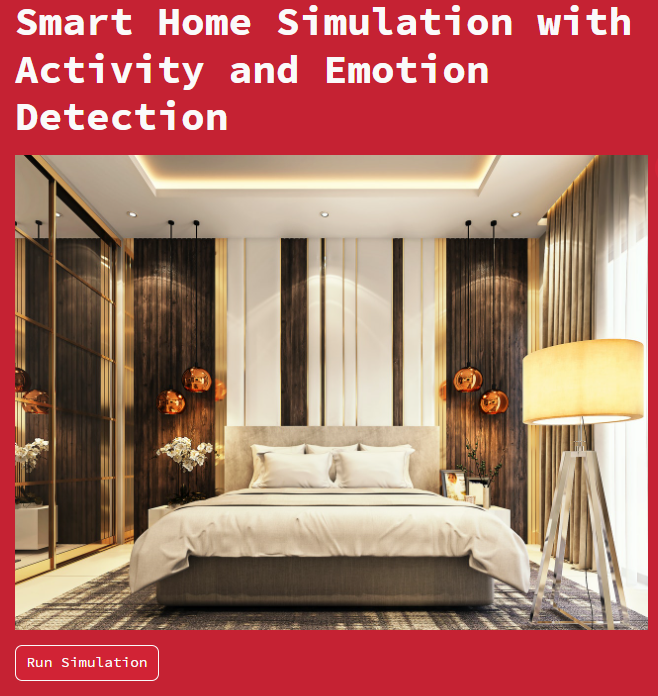 Smart Home Simulation with
Activity and Emotion
Detection
Run Simulation